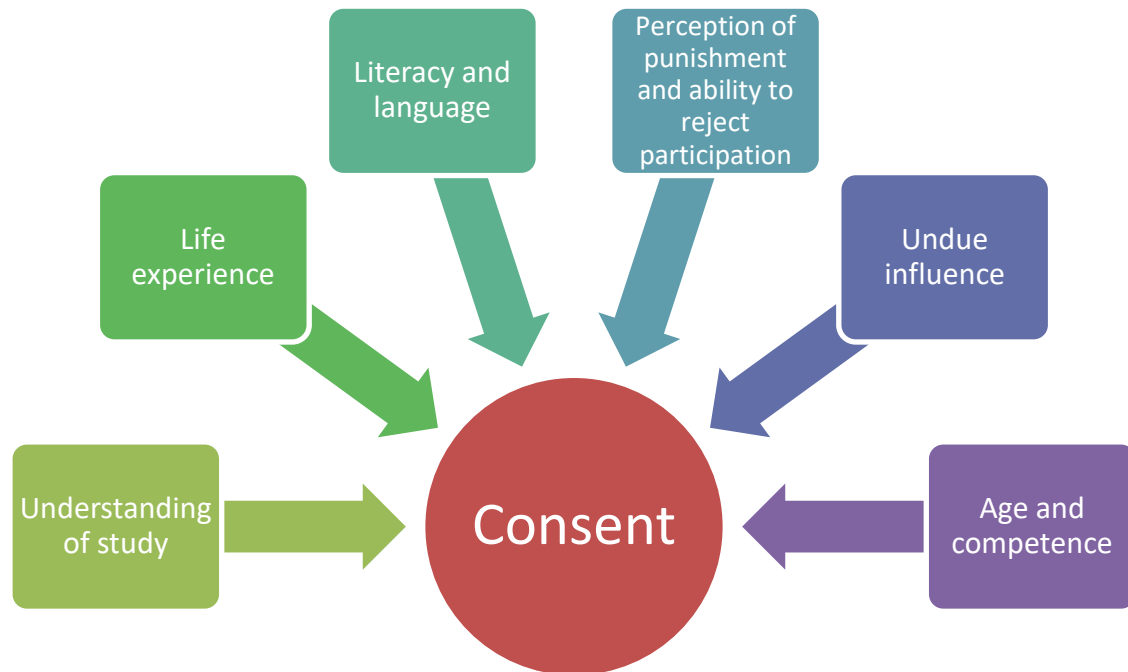 Understanding
of study
Life
experience
Literacy and
language
Perception of
punishment
and ability to
reject
participation
Undue
influence
Age and
competence
Consent